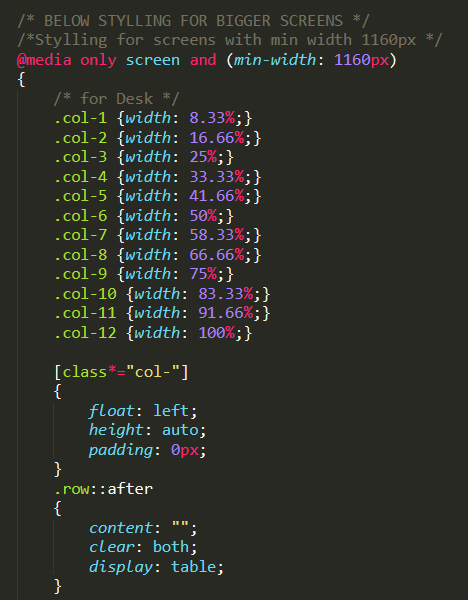 /* BELOW STYLLING FOR BIGGER SCREENS */
/*Stylling for screens with min width 1160px */
@media only screen and (min-width: 1160px)
{
    /* for Desk */
    .col-1 {width: 8.33%;}
    .col-2 {width: 16.66%;}
    .col-3 {width: 25%;}
    .col-4 {width: 33.33%;}
    .col-5 {width: 41.66%;}
    .col-6 {width: 50%;}
    .col-7 {width: 58.33%;}
    .col-8 {width: 66.66%;}
    .col-9 {width: 75%;}
    .col-10 {width: 83.33%;}
    .col-11 {width: 91.66%;}
    .col-12 {width: 100%;}

    [class*="col-"]
    {
        float: left;
        height: auto;
        padding: 0px;
    }
    .row::after
    {
        content: "";
        clear: both;
        display: table;
    }